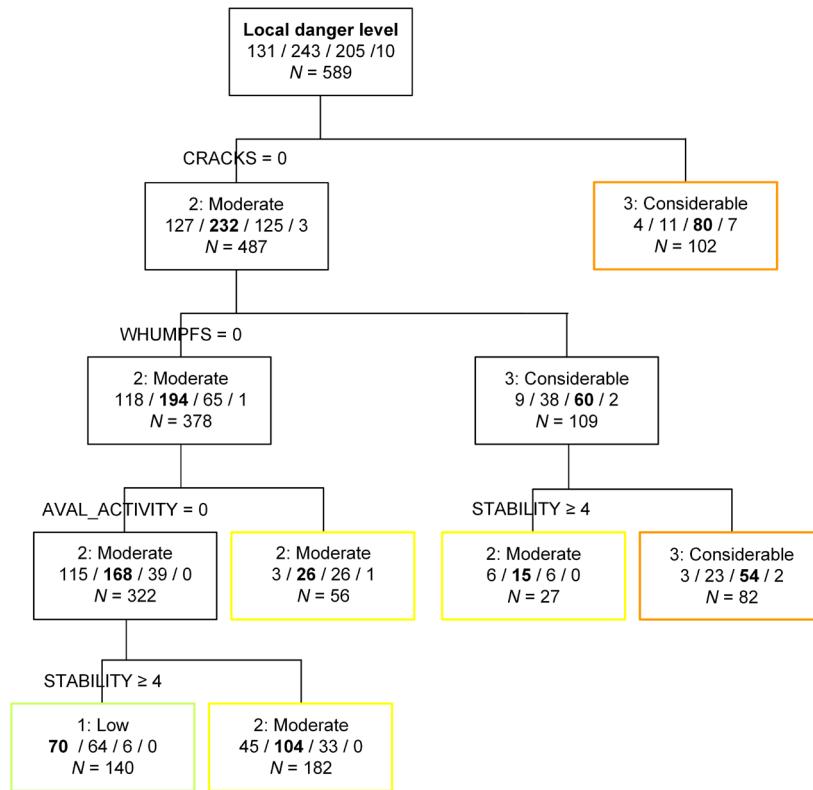 Local danger level
131 / 243 / 205 /10
N = 589
CRACKS = 0
2: Moderate
127 / 232 / 125 / 3
N = 487
3: Considerable
4 / 11 / 80 / 7
N = 102
WHUMPFS = 0
2: Moderate
118 / 194 / 65 / 1
N = 378
3: Considerable
9 / 38 / 60 / 2
N = 109
AVAL_ACTIVITY = 0
STABILITY ≥ 4
2: Moderate
115 / 168 / 39 / 0
N = 322
2: Moderate
3 / 26 / 26 / 1
N = 56
2: Moderate
6 / 15 / 6 / 0
N = 27
3: Considerable
3 / 23 / 54 / 2
N = 82
STABILITY ≥ 4
1: Low
70 / 64 / 6 / 0
N = 140
2: Moderate
45 / 104 / 33 / 0
N = 182